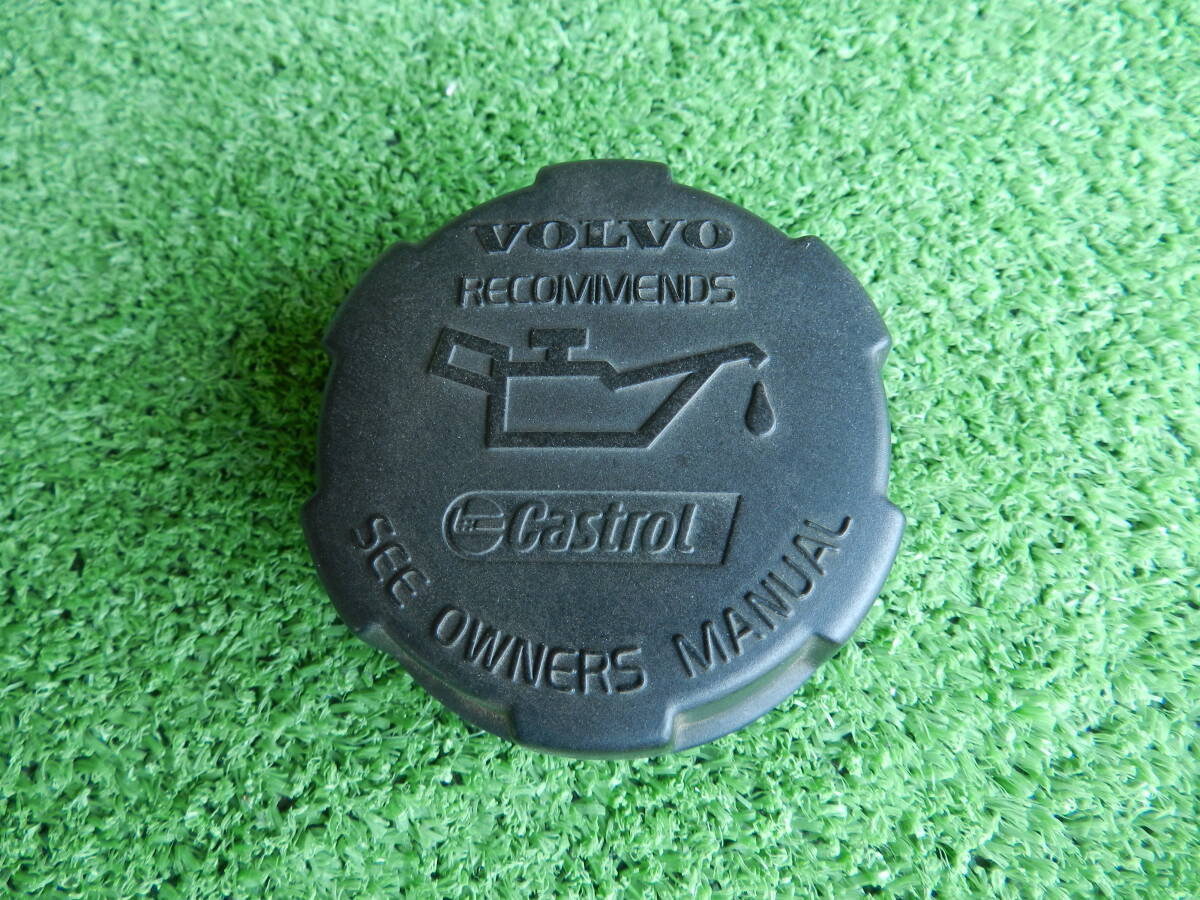 VOLVO
RECOMMENDS
Castrol
SEE OWNERS MANUAL